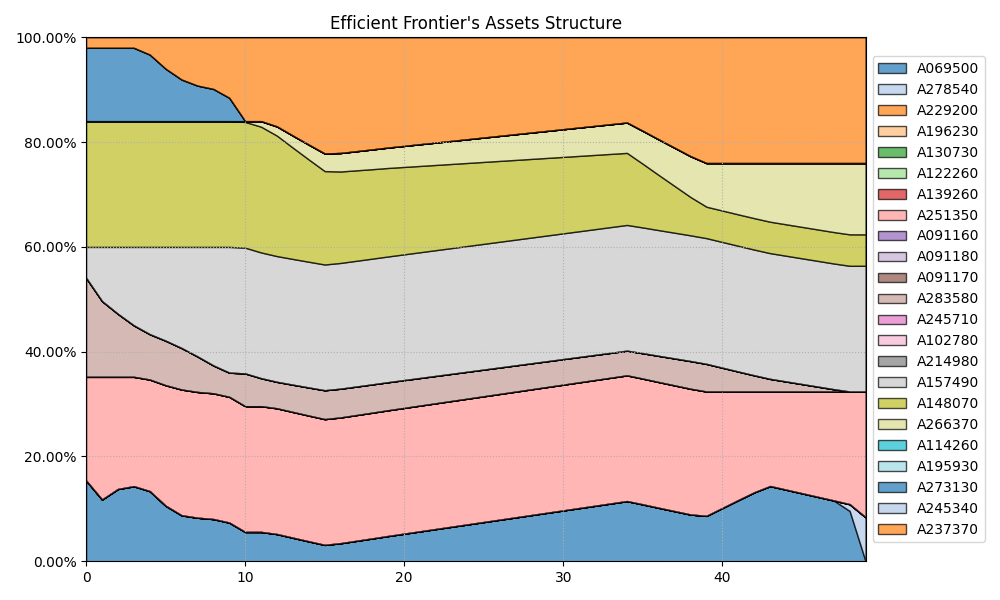 Efficient Frontier's Assets Structure
100.00%
80.00%
60.00%
40.00%
20.00%
0.00%
0
10
20
30
40
A069500
A278540
A229200
A196230
A130730
A122260
A139260
A251350
A091160
A091180
A091170
A283580
A245710
A102780
A214980
A157490
A148070
A266370
A114260
A195930
A273130
A245340
A237370